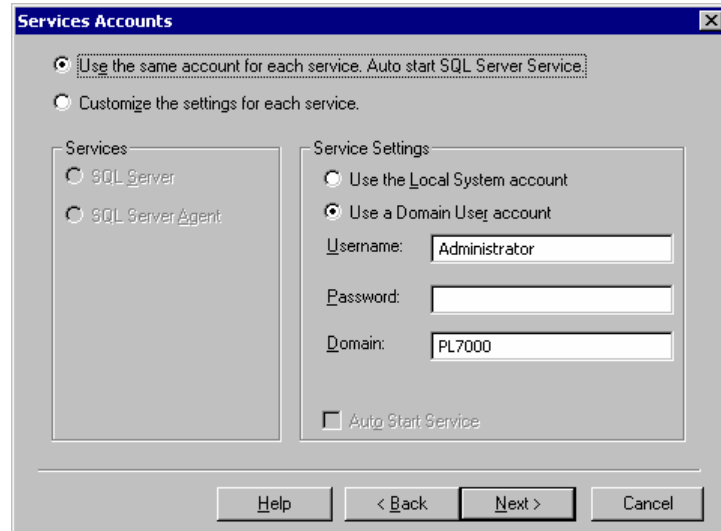 Services Accounts
Use the same account for each service. Auto start SQL Server Service.
Customize the settings for each service.
Services
SQL Server
SQL Server Agent
Service Settings
Use the Local System account
Use a Domain User account
Username: Administrator
Password:
Domain: PL7000
Auto Start Service
Help < Back Next > Cancel